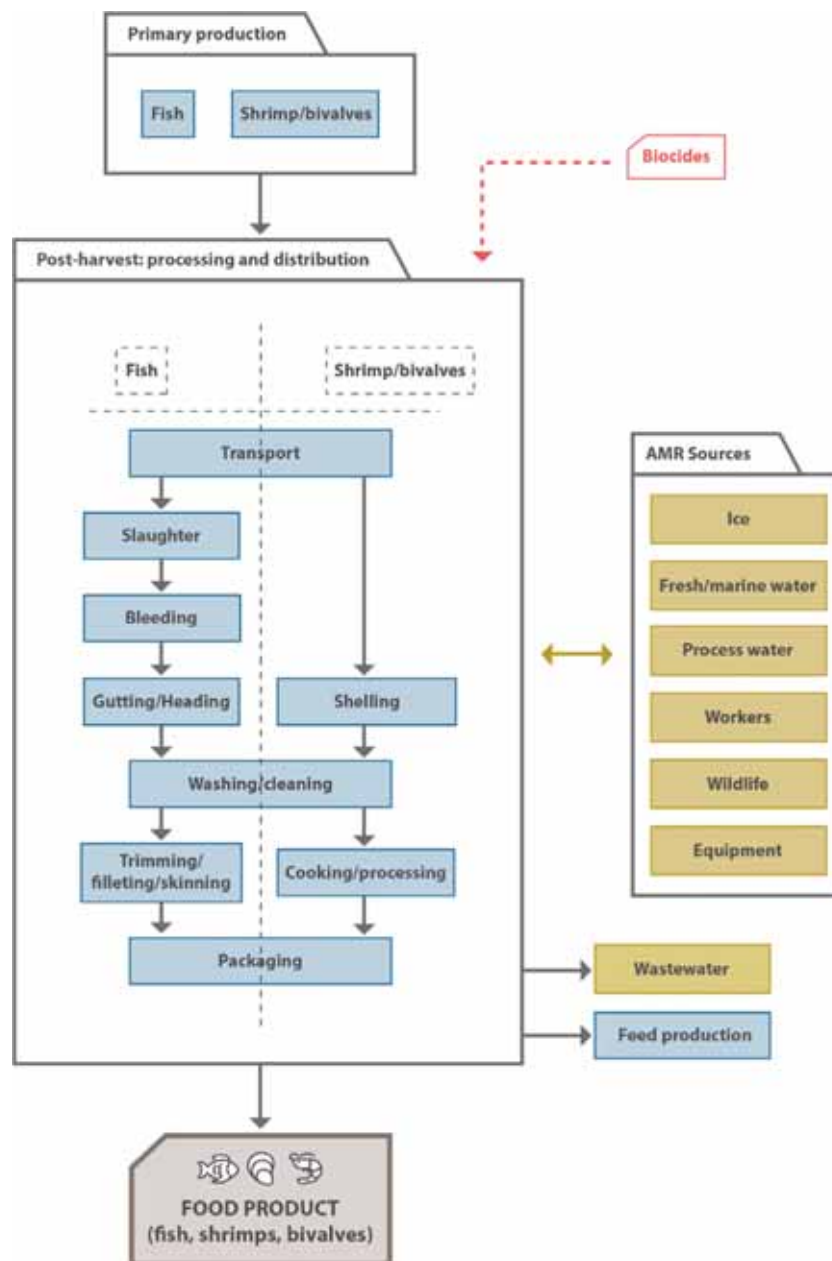 Primary production
Fish
Shrimp/bivalves
Biocides
Post-harvest: processing and distribution
Fish
Shrimp/bivalves
Transport
Slaughter
Bleeding
Gutting/Heading
Shelling
Washing/cleaning
Trimming/
filleting/skinning
Cooking/processing
Packaging
AMR Sources
Ice
Fresh/marine water
Process water
Workers
Wildlife
Equipment
Wastewater
Feed production
FOOD PRODUCT
(fish, shrimps, bivalves)